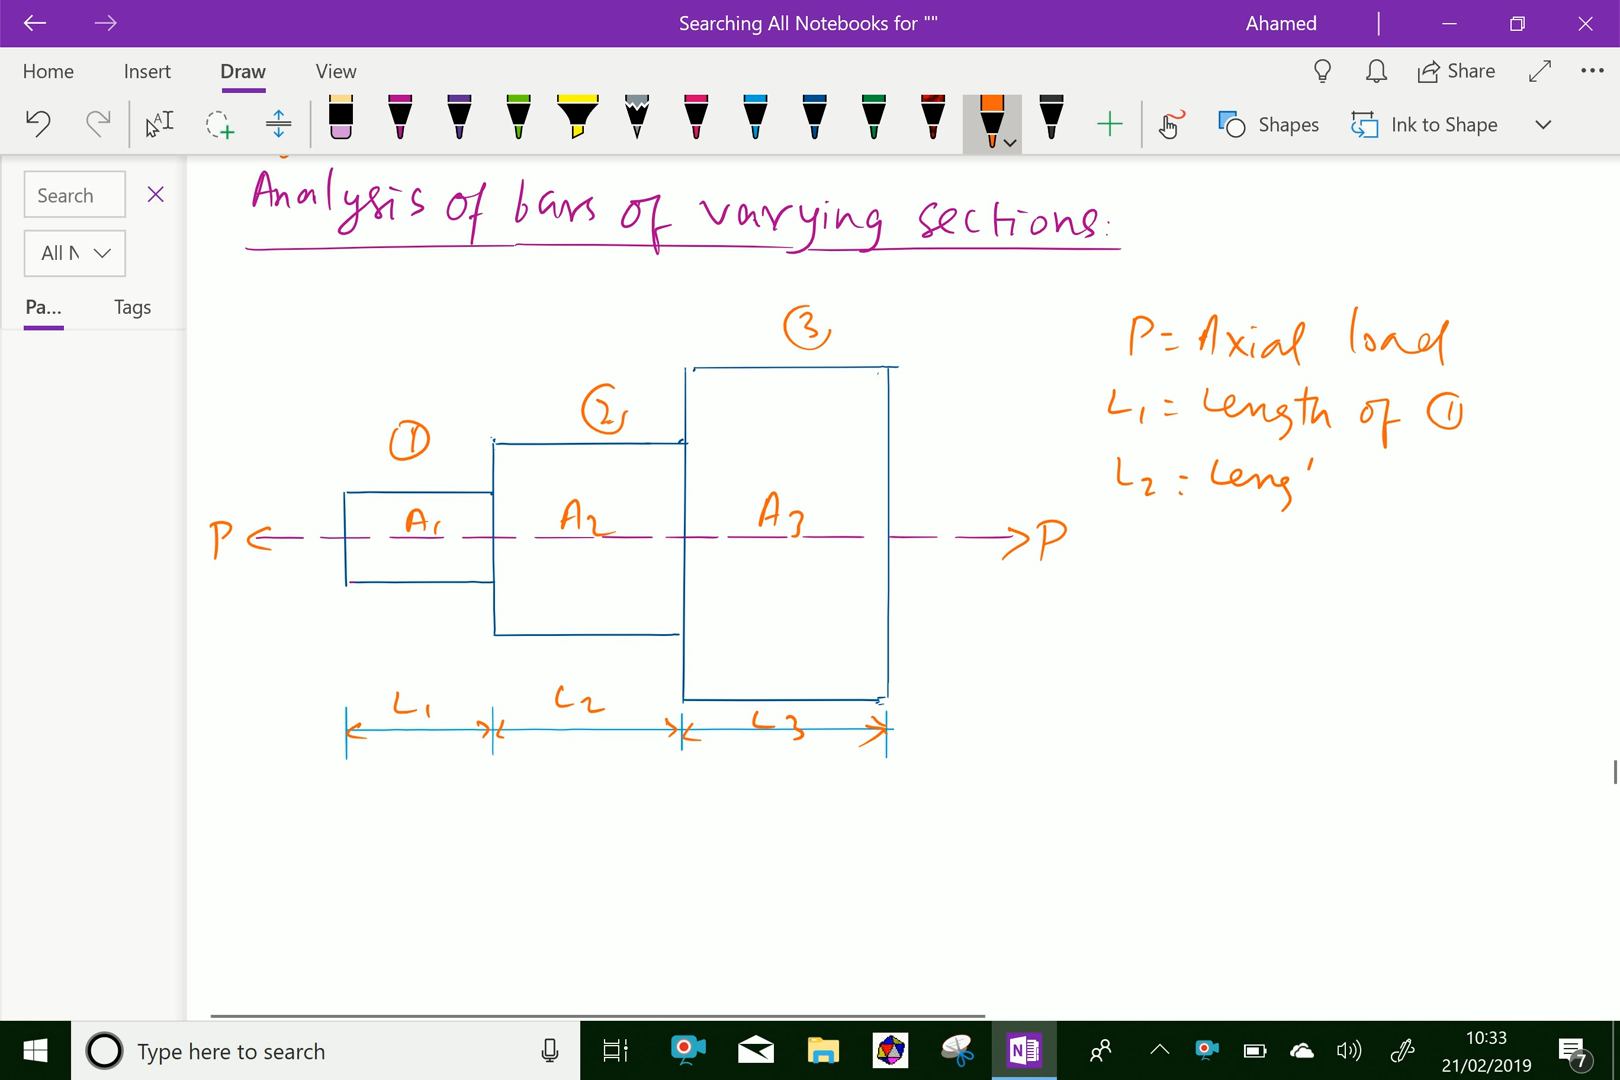 Searching All Notebooks for ""
Ahamed
Home Insert Draw View
Share
Shapes Ink to Shape
Search
All N
Pa... Tags
Analysis of bars of varying sections:
③
P = Axial load
②
L₁ = Length of ①
①
L₂ = Leng'
A₁ A₂ A₃
P P
L₁ L₂ L₃
Type here to search
10:33
21/02/2019
7